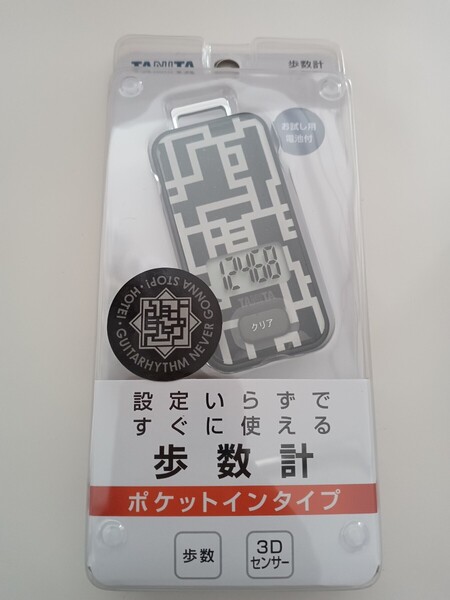 TANITA
歩数計
お試し用
電池付
12468
TANITA
クリア
HOTEI・GUITARHYTHM NEVER GONNA STOP!・
設定いらずで
すぐに使える
歩数計
ポケットインタイプ
歩数
3D
センサー